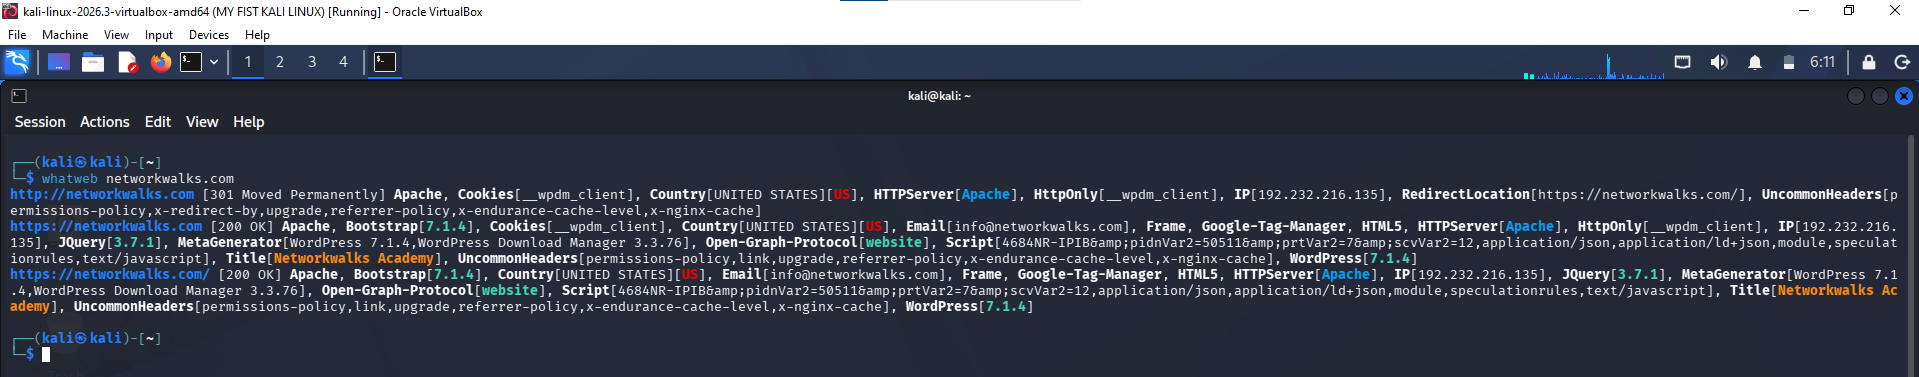 kali-linux-2026.3-virtualbox-amd64 (MY FIST KALI LINUX) [Running] - Oracle VirtualBox
File Machine View Input Devices Help
1 2 3 4 6:11
kali@kali: ~
Session Actions Edit View Help
┌──(kali㉿kali)-[~]
└─$ whatweb networkwalks.com
http://networkwalks.com [301 Moved Permanently] Apache, Cookies[__wpdm_client], Country[UNITED STATES][US], HTTPServer[Apache], HttpOnly[__wpdm_client], IP[192.232.216.135], RedirectLocation[https://networkwalks.com/], UncommonHeaders[p
ermissions-policy,x-redirect-by,upgrade,referrer-policy,x-endurance-cache-level,x-nginx-cache]
https://networkwalks.com [200 OK] Apache, Bootstrap[7.1.4], Cookies[__wpdm_client], Country[UNITED STATES][US], Email[info@networkwalks.com], Frame, Google-Tag-Manager, HTML5, HTTPServer[Apache], HttpOnly[__wpdm_client], IP[192.232.216.
135], JQuery[3.7.1], MetaGenerator[WordPress 7.1.4,WordPress Download Manager 3.3.76], Open-Graph-Protocol[website], Script[4684NR-IPIB&amp;pidnVar2=50511&amp;prtVar2=7&amp;scvVar2=12,application/json,application/ld+json,module,speculat
ionrules,text/javascript], Title[Networkwalks Academy], UncommonHeaders[permissions-policy,link,upgrade,referrer-policy,x-endurance-cache-level,x-nginx-cache], WordPress[7.1.4]
https://networkwalks.com/ [200 OK] Apache, Bootstrap[7.1.4], Country[UNITED STATES][US], Email[info@networkwalks.com], Frame, Google-Tag-Manager, HTML5, HTTPServer[Apache], IP[192.232.216.135], JQuery[3.7.1], MetaGenerator[WordPress 7.1
.4,WordPress Download Manager 3.3.76], Open-Graph-Protocol[website], Script[4684NR-IPIB&amp;pidnVar2=50511&amp;prtVar2=7&amp;scvVar2=12,application/json,application/ld+json,module,speculationrules,text/javascript], Title[Networkwalks Ac
ademy], UncommonHeaders[permissions-policy,link,upgrade,referrer-policy,x-endurance-cache-level,x-nginx-cache], WordPress[7.1.4]
┌──(kali㉿kali)-[~]
└─$